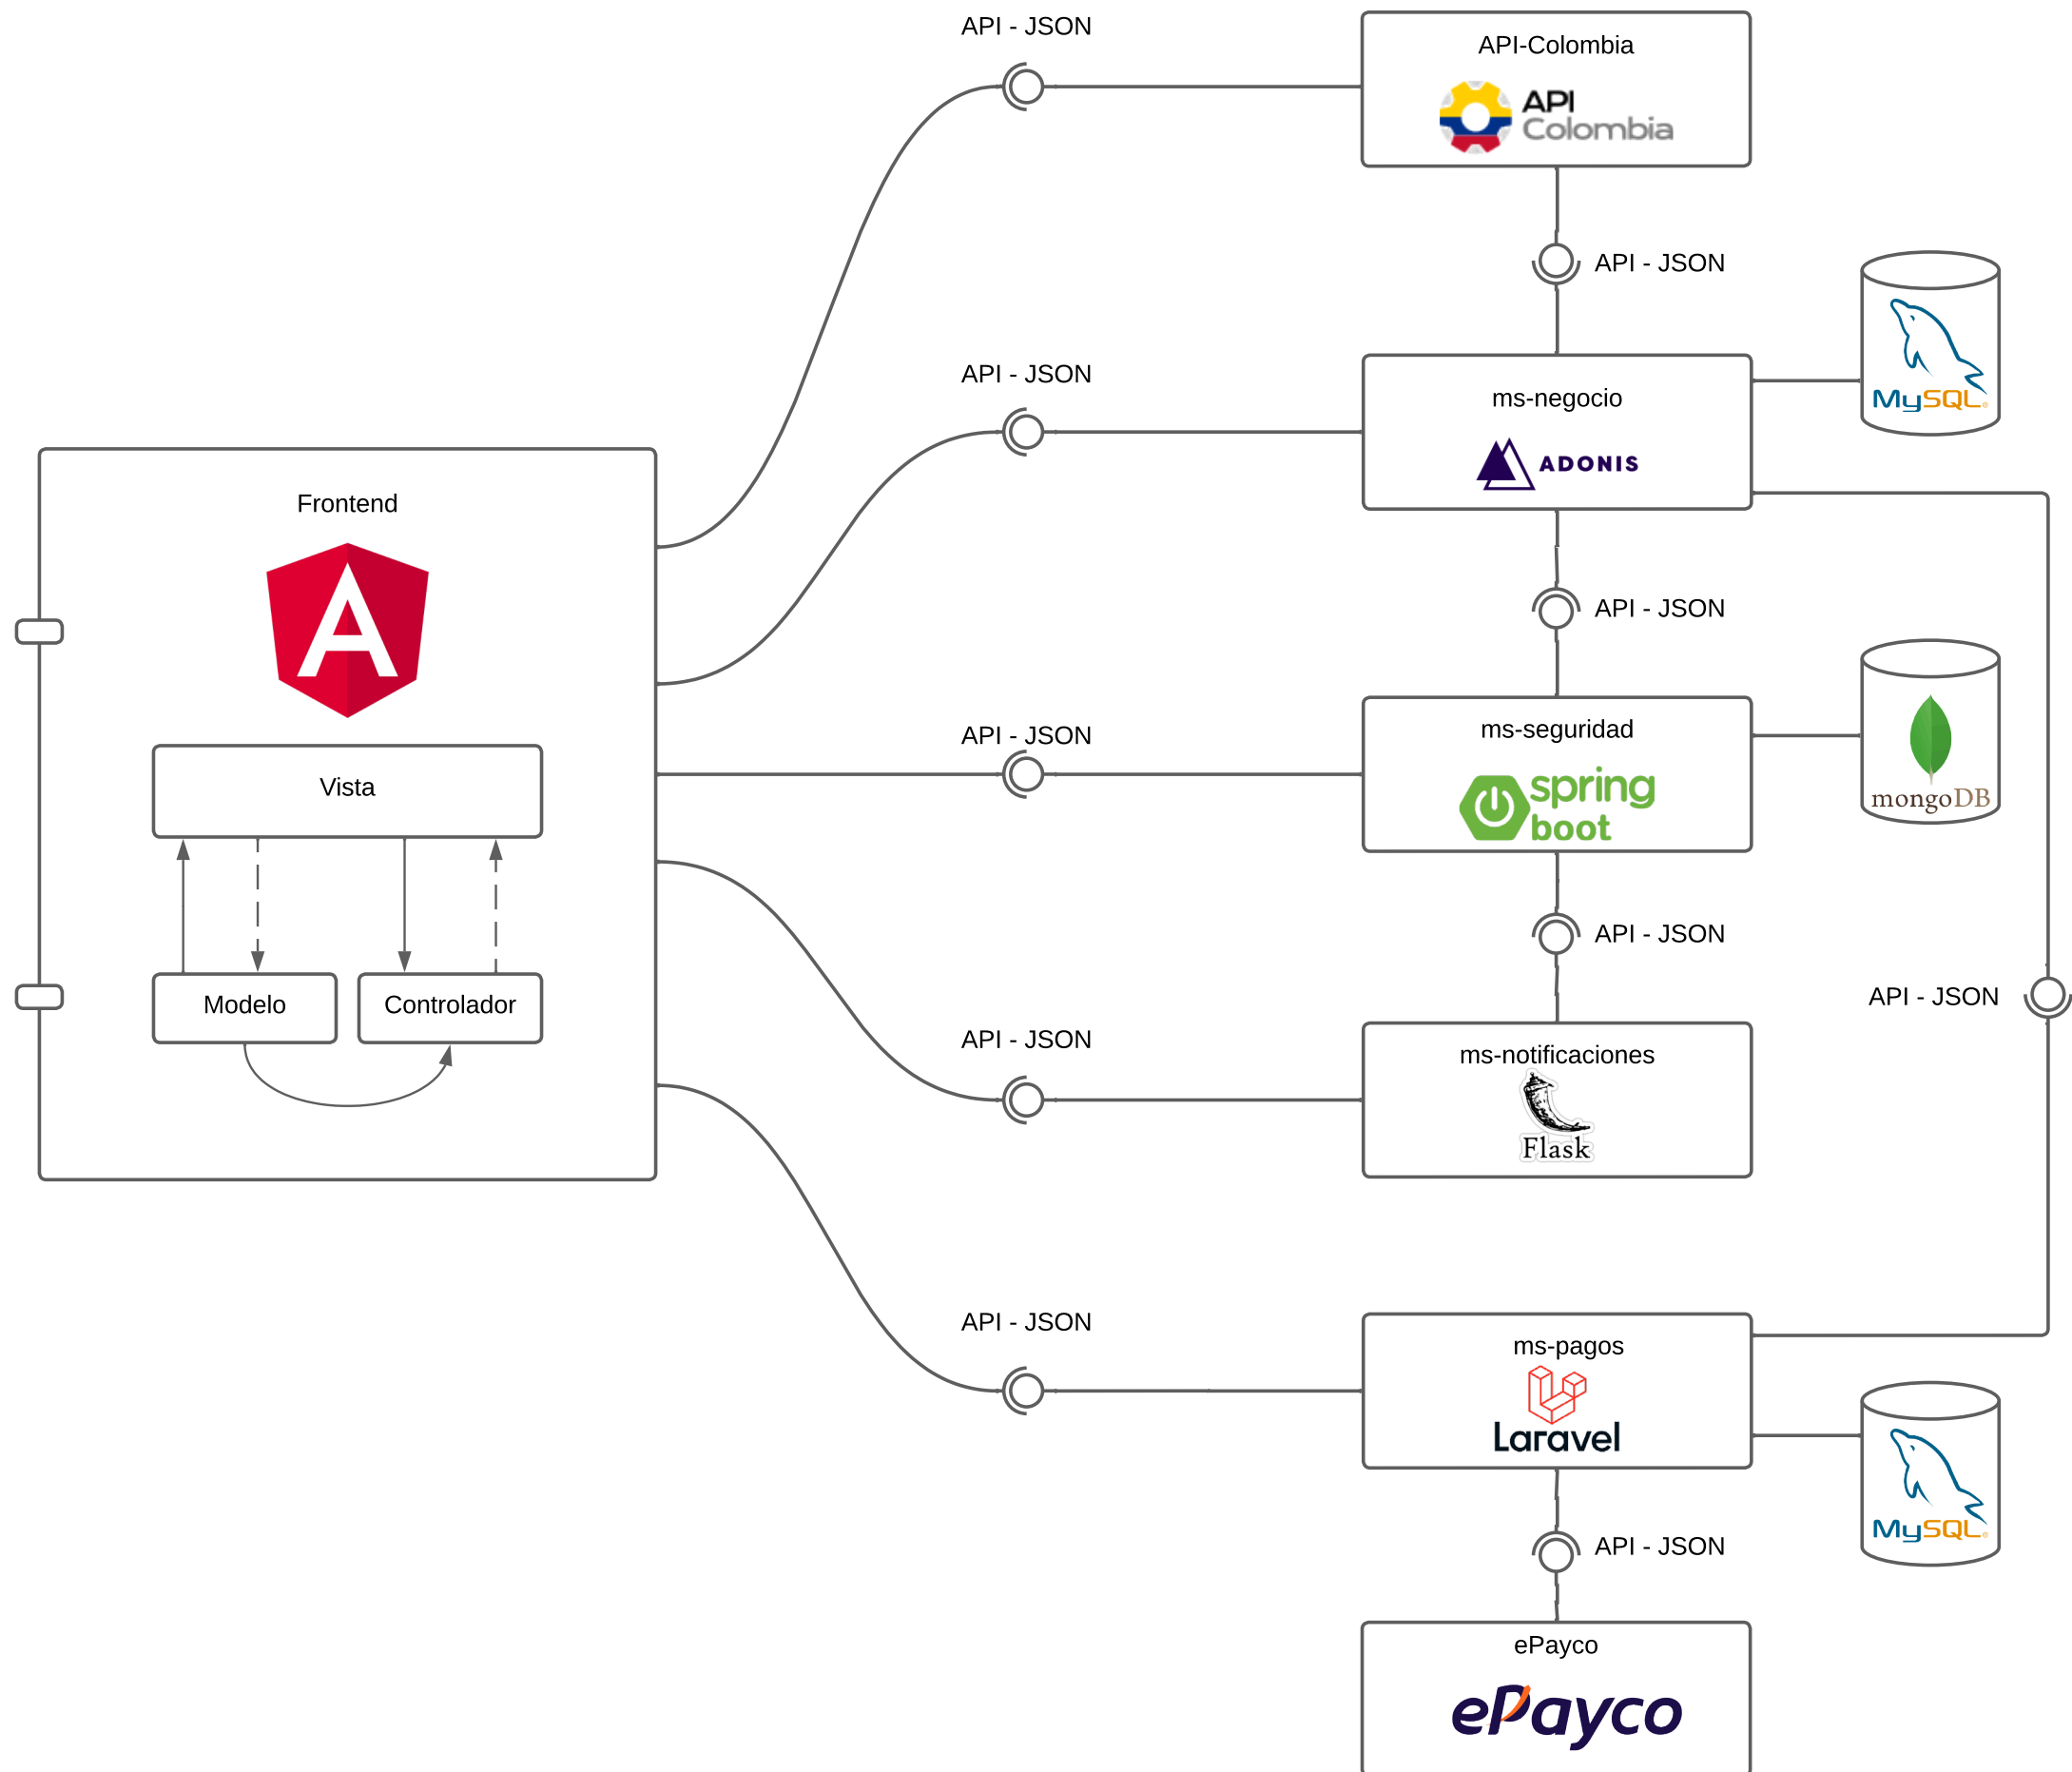 API - JSON
API-Colombia
API
Colombia
API - JSON
API - JSON
ms-negocio
ADONIS
MySQL®
Frontend
API - JSON
API - JSON
ms-seguridad
spring
boot
mongoDB
Vista
API - JSON
Modelo
Controlador
API - JSON
API - JSON
ms-notificaciones
Flask
API - JSON
ms-pagos
Laravel
MySQL®
API - JSON
ePayco
ePayco